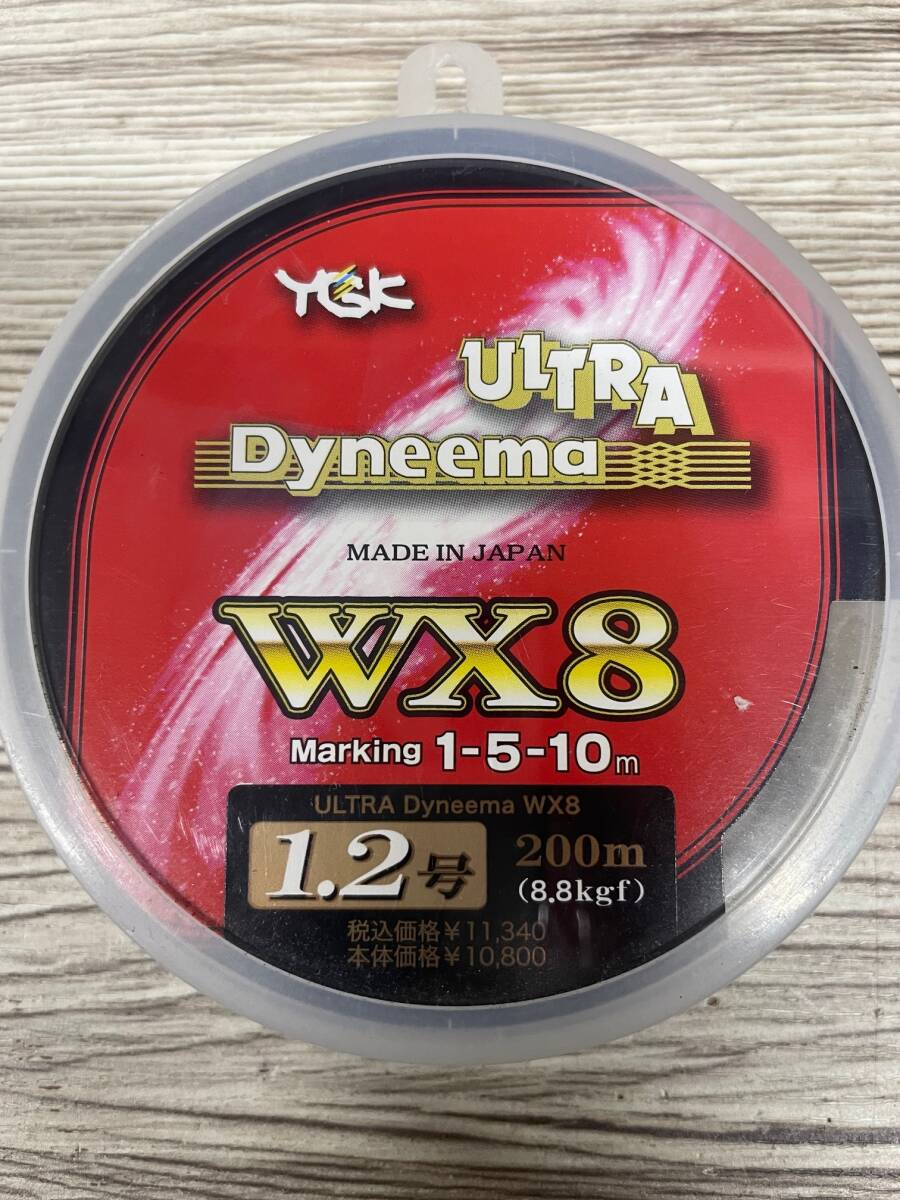 YGK
ULTRA
Dyneema
MADE IN JAPAN
WX8
Marking 1-5-10m
ULTRA Dyneema WX8
1.2号 200m
(8.8kgf)
税込価格¥11,340
本体価格¥10,800